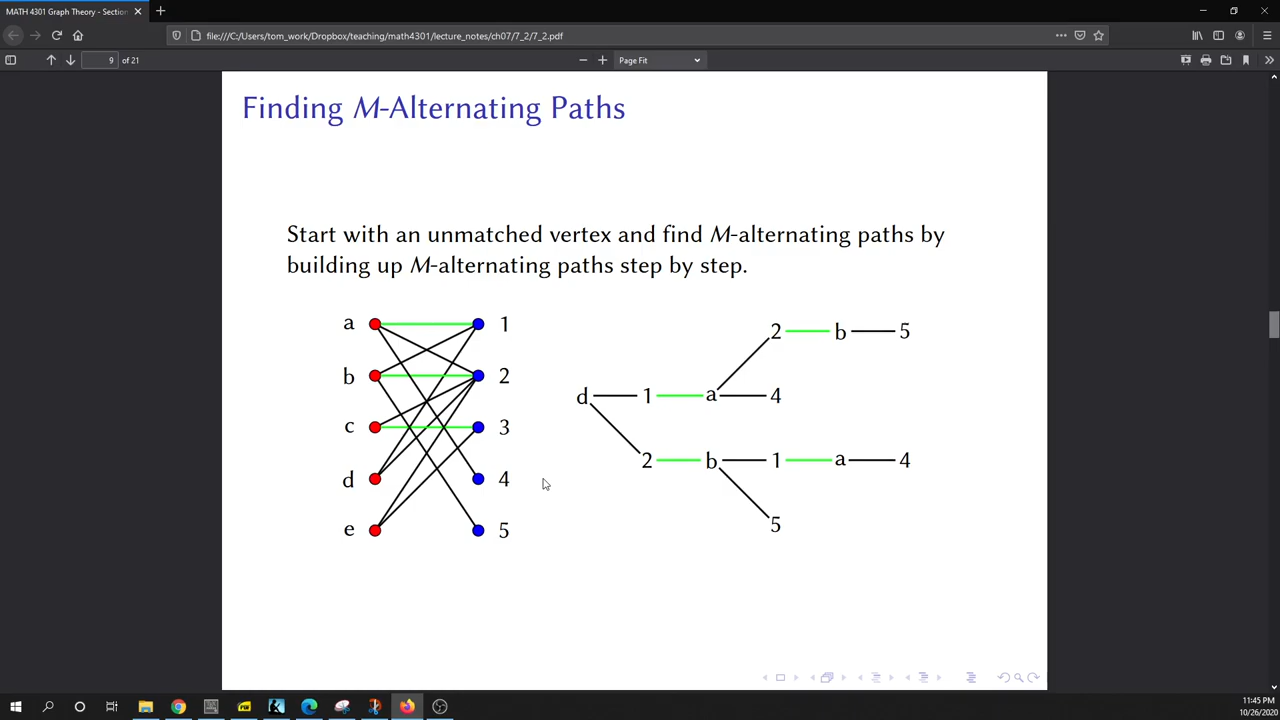 MATH 4301 Graph Theory - Section
file:///C:/Users/tom_work/Dropbox/teaching/math4301/lecture_notes/ch07/7_2/7_2.pdf
9 of 21
Page Fit
Finding M-Alternating Paths
Start with an unmatched vertex and find M-alternating paths by
building up M-alternating paths step by step.
a 1
b 2
c 3
d 4
e 5
2 b 5
d 1 a 4
2 b 1 a 4
5
11:45 PM
10/26/2020